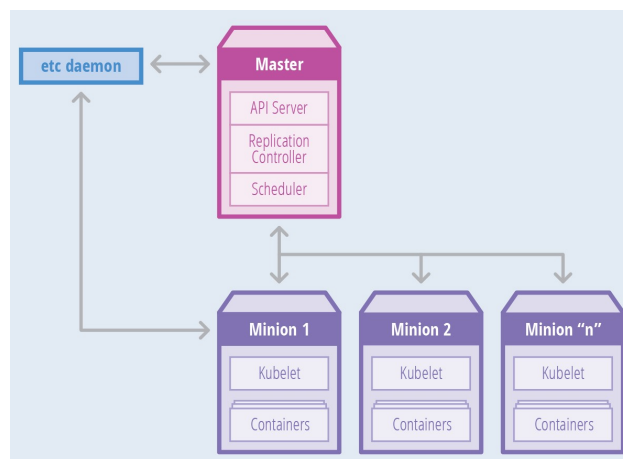 etc daemon
Master
API Server
Replication
Controller
Scheduler
Minion 1
Minion 2
Minion “n”
Kubelet
Kubelet
Kubelet
Containers
Containers
Containers